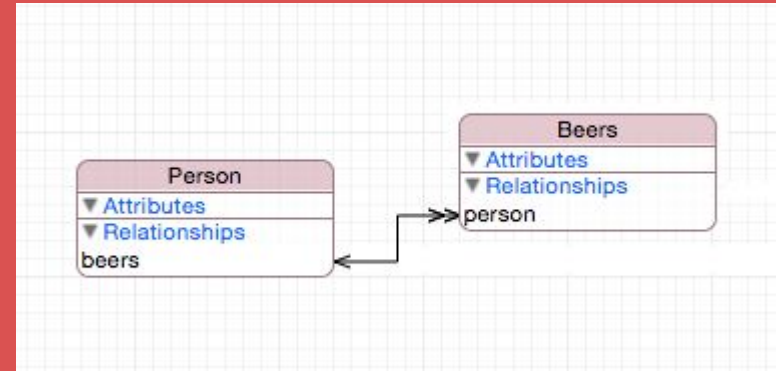 Person
Attributes
Relationships
beers
Beers
Attributes
Relationships
person